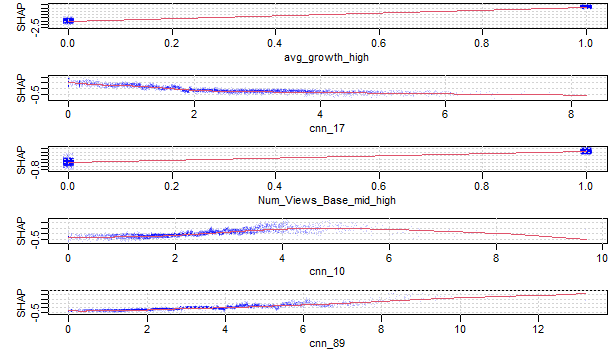 SHAP
-2.5
0.0 0.2 0.4 0.6 0.8 1.0
avg_growth_high
SHAP
-0.5
0 2 4 6 8
cnn_17
SHAP
-0.8
0.0 0.2 0.4 0.6 0.8 1.0
Num_Views_Base_mid_high
SHAP
-0.5
0 2 4 6 8 10
cnn_10
SHAP
-0.5
0 2 4 6 8 10 12
cnn_89